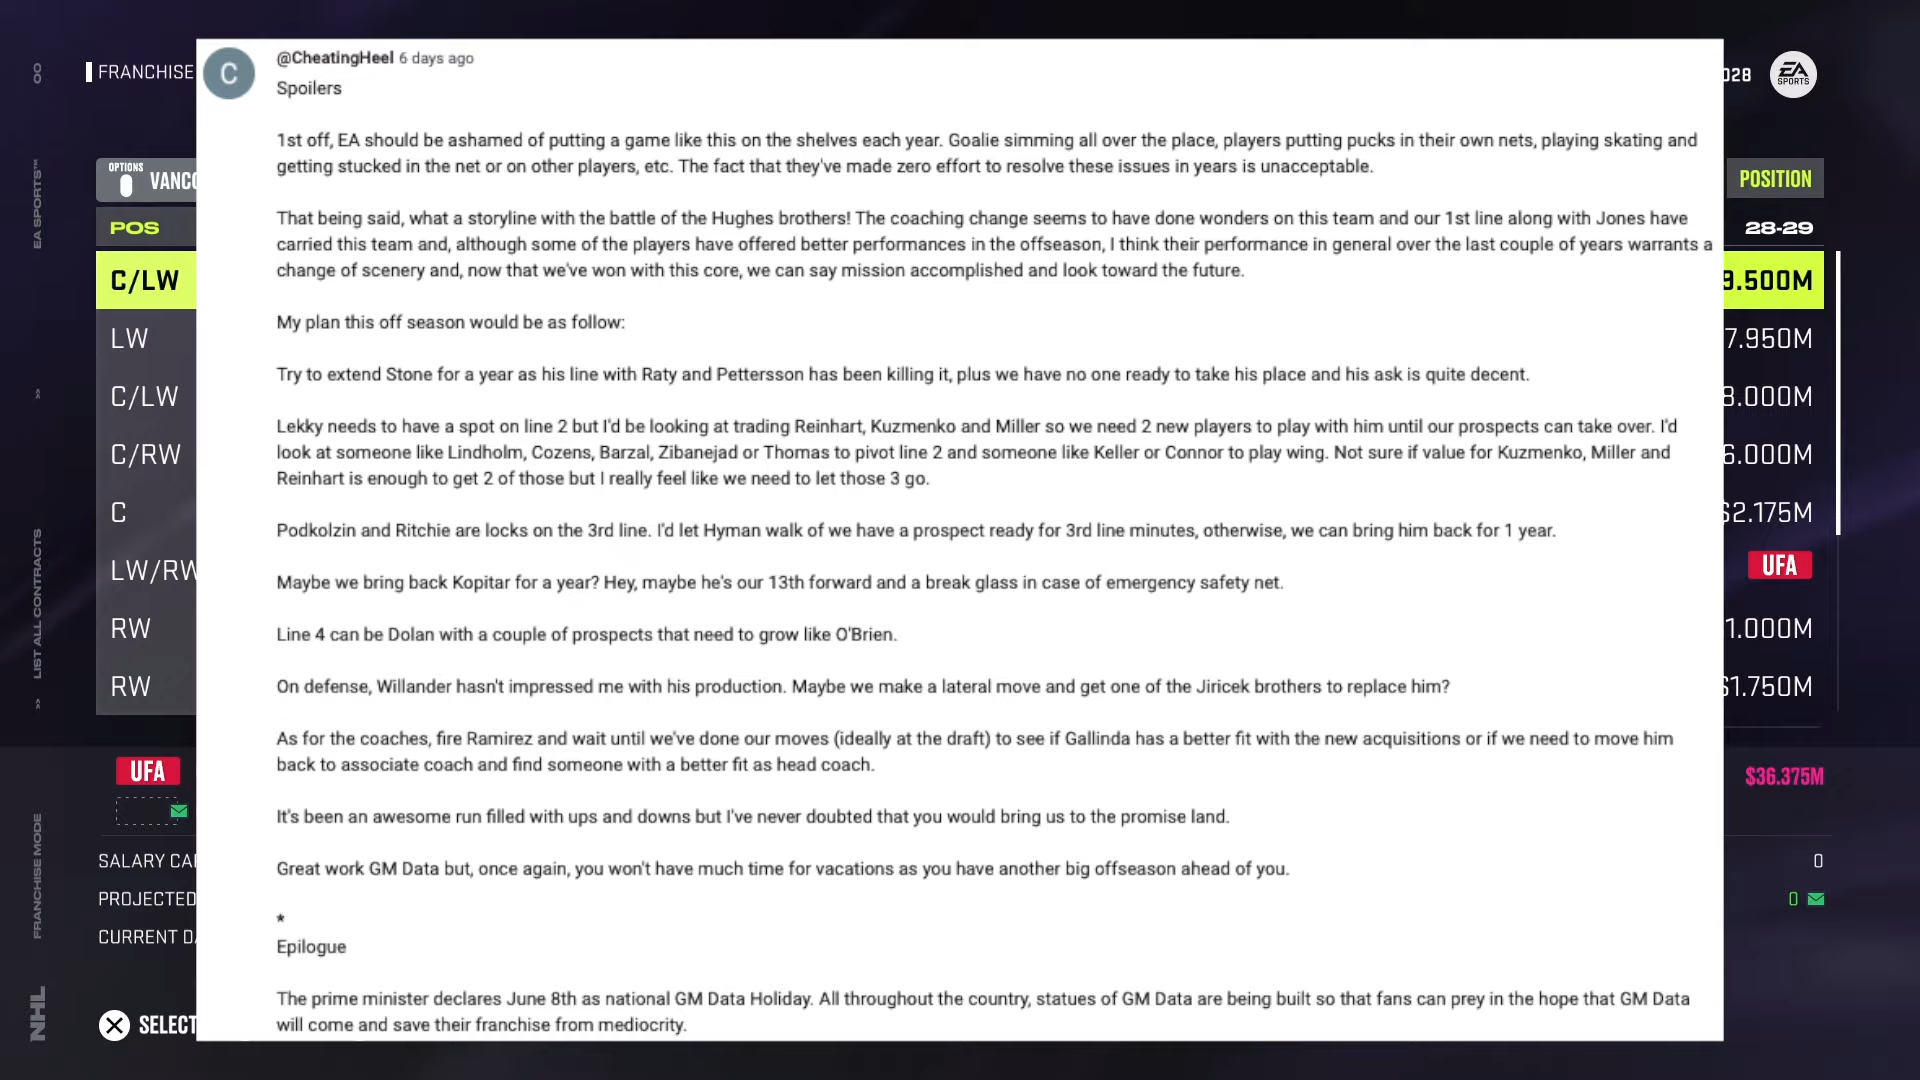 FRANCHISE
028
EA SPORTS
@CheatingHeel 6 days ago
C
Spoilers
1st off, EA should be ashamed of putting a game like this on the shelves each year. Goalie simming all over the place, players putting pucks in their own nets, playing skating and
getting stucked in the net or on other players, etc. The fact that they've made zero effort to resolve these issues in years is unacceptable.
That being said, what a storyline with the battle of the Hughes brothers! The coaching change seems to have done wonders on this team and our 1st line along with Jones have
carried this team and, although some of the players have offered better performances in the offseason, I think their performance in general over the last couple of years warrants a
change of scenery and, now that we've won with this core, we can say mission accomplished and look toward the future.
My plan this off season would be as follow:
Try to extend Stone for a year as his line with Raty and Pettersson has been killing it, plus we have no one ready to take his place and his ask is quite decent.
Lekky needs to have a spot on line 2 but I'd be looking at trading Reinhart, Kuzmenko and Miller so we need 2 new players to play with him until our prospects can take over. I'd
look at someone like Lindholm, Cozens, Barzal, Zibanejad or Thomas to pivot line 2 and someone like Keller or Connor to play wing. Not sure if value for Kuzmenko, Miller and
Reinhart is enough to get 2 of those but I really feel like we need to let those 3 go.
Podkolzin and Ritchie are locks on the 3rd line. I'd let Hyman walk of we have a prospect ready for 3rd line minutes, otherwise, we can bring him back for 1 year.
Maybe we bring back Kopitar for a year? Hey, maybe he's our 13th forward and a break glass in case of emergency safety net.
Line 4 can be Dolan with a couple of prospects that need to grow like O'Brien.
On defense, Willander hasn't impressed me with his production. Maybe we make a lateral move and get one of the Jiricek brothers to replace him?
As for the coaches, fire Ramirez and wait until we've done our moves (ideally at the draft) to see if Gallinda has a better fit with the new acquisitions or if we need to move him
back to associate coach and find someone with a better fit as head coach.
It's been an awesome run filled with ups and downs but I've never doubted that you would bring us to the promise land.
Great work GM Data but, once again, you won't have much time for vacations as you have another big offseason ahead of you.
*
Epilogue
The prime minister declares June 8th as national GM Data Holiday. All throughout the country, statues of GM Data are being built so that fans can prey in the hope that GM Data
will come and save their franchise from mediocrity.
OPTIONS
VANCO
POS
C/LW
LW
C/LW
C/RW
C
LW/RW
RW
RW
UFA
SALARY CA
PROJECTED
CURRENT DA
SELECT
POSITION
28-29
9.500M
7.950M
8.000M
6.000M
$2.175M
UFA
1.000M
$1.750M
$36.375M
0
0
EA SPORTS™
LIST ALL CONTRACTS
FRANCHISE MODE
NHL